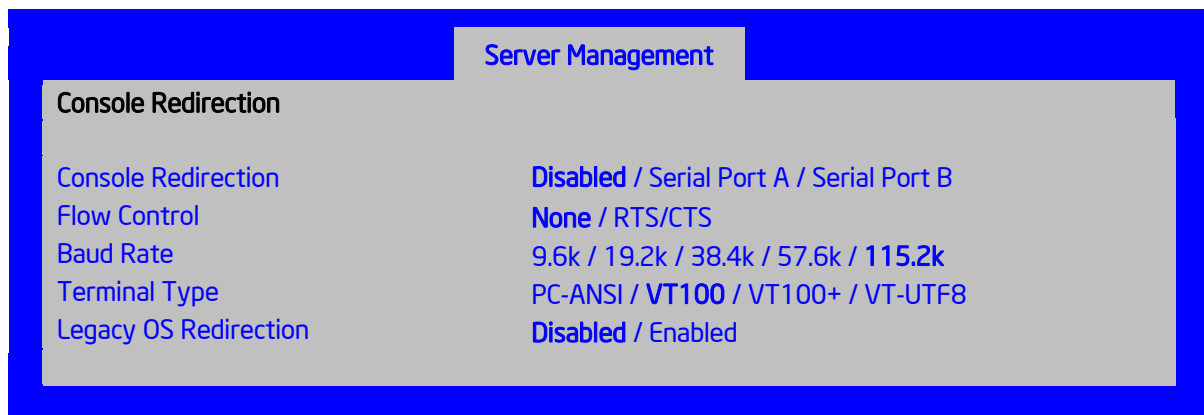 Server Management
Console Redirection
Console Redirection Disabled / Serial Port A / Serial Port B
Flow Control None / RTS/CTS
Baud Rate 9.6k / 19.2k / 38.4k / 57.6k / 115.2k
Terminal Type PC-ANSI / VT100 / VT100+ / VT-UTF8
Legacy OS Redirection Disabled / Enabled